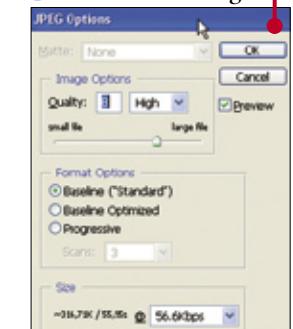 JPEG Options
Matte: None
OK
Cancel
Preview
Image Options
Quality: 8 High
small file large file
Format Options
Baseline ("Standard")
Baseline Optimized
Progressive
Scans: 3
Size
56.6Kbps